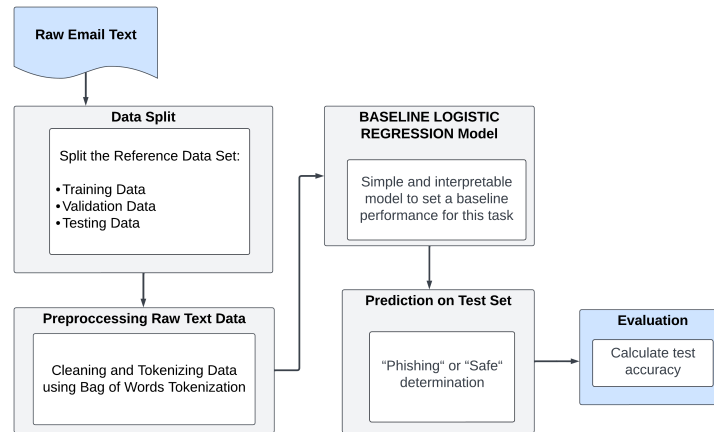 Raw Email Text
Data Split
Split the Reference Data Set:
• Training Data
• Validation Data
• Testing Data
Preproccessing Raw Text Data
Cleaning and Tokenizing Data
using Bag of Words Tokenization
BASELINE LOGISTIC
REGRESSION Model
Simple and interpretable
model to set a baseline
performance for this task
Prediction on Test Set
“Phishing“ or “Safe“
determination
Evaluation
Calculate test
accuracy